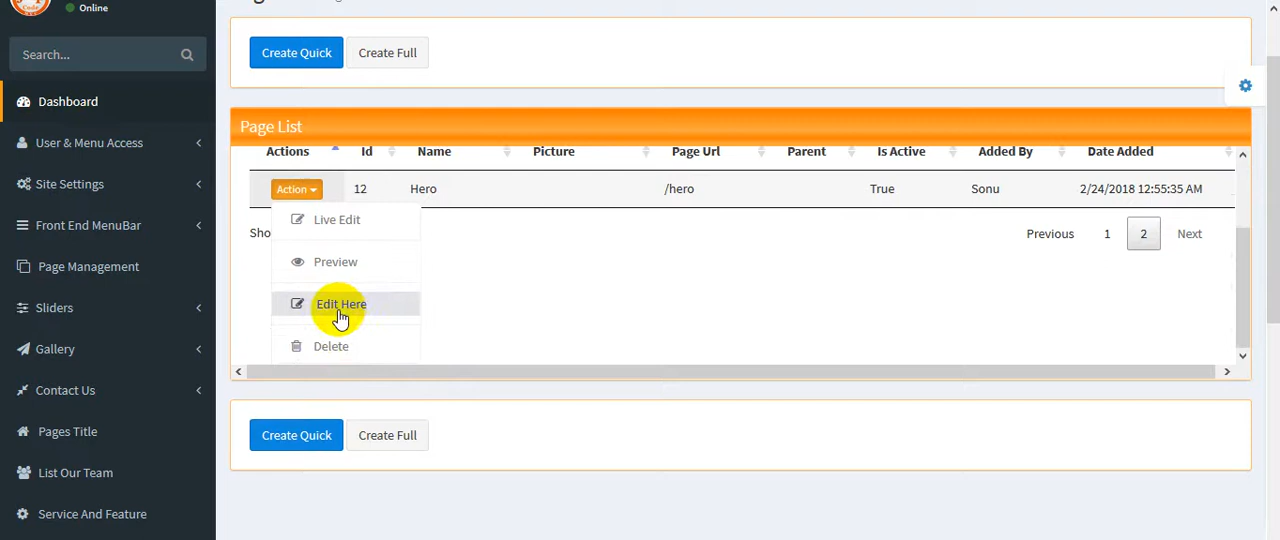 Online
Search...
Dashboard
User & Menu Access
Site Settings
Front End MenuBar
Page Management
Sliders
Gallery
Contact Us
Pages Title
List Our Team
Service And Feature
Create Quick Create Full
Page List
Actions Id Name Picture Page Url Parent Is Active Added By Date Added
Action 12 Hero /hero True Sonu 2/24/2018 12:55:35 AM
Live Edit
Sho Previous 1 2 Next
Preview
Edit Here
Delete
Create Quick Create Full